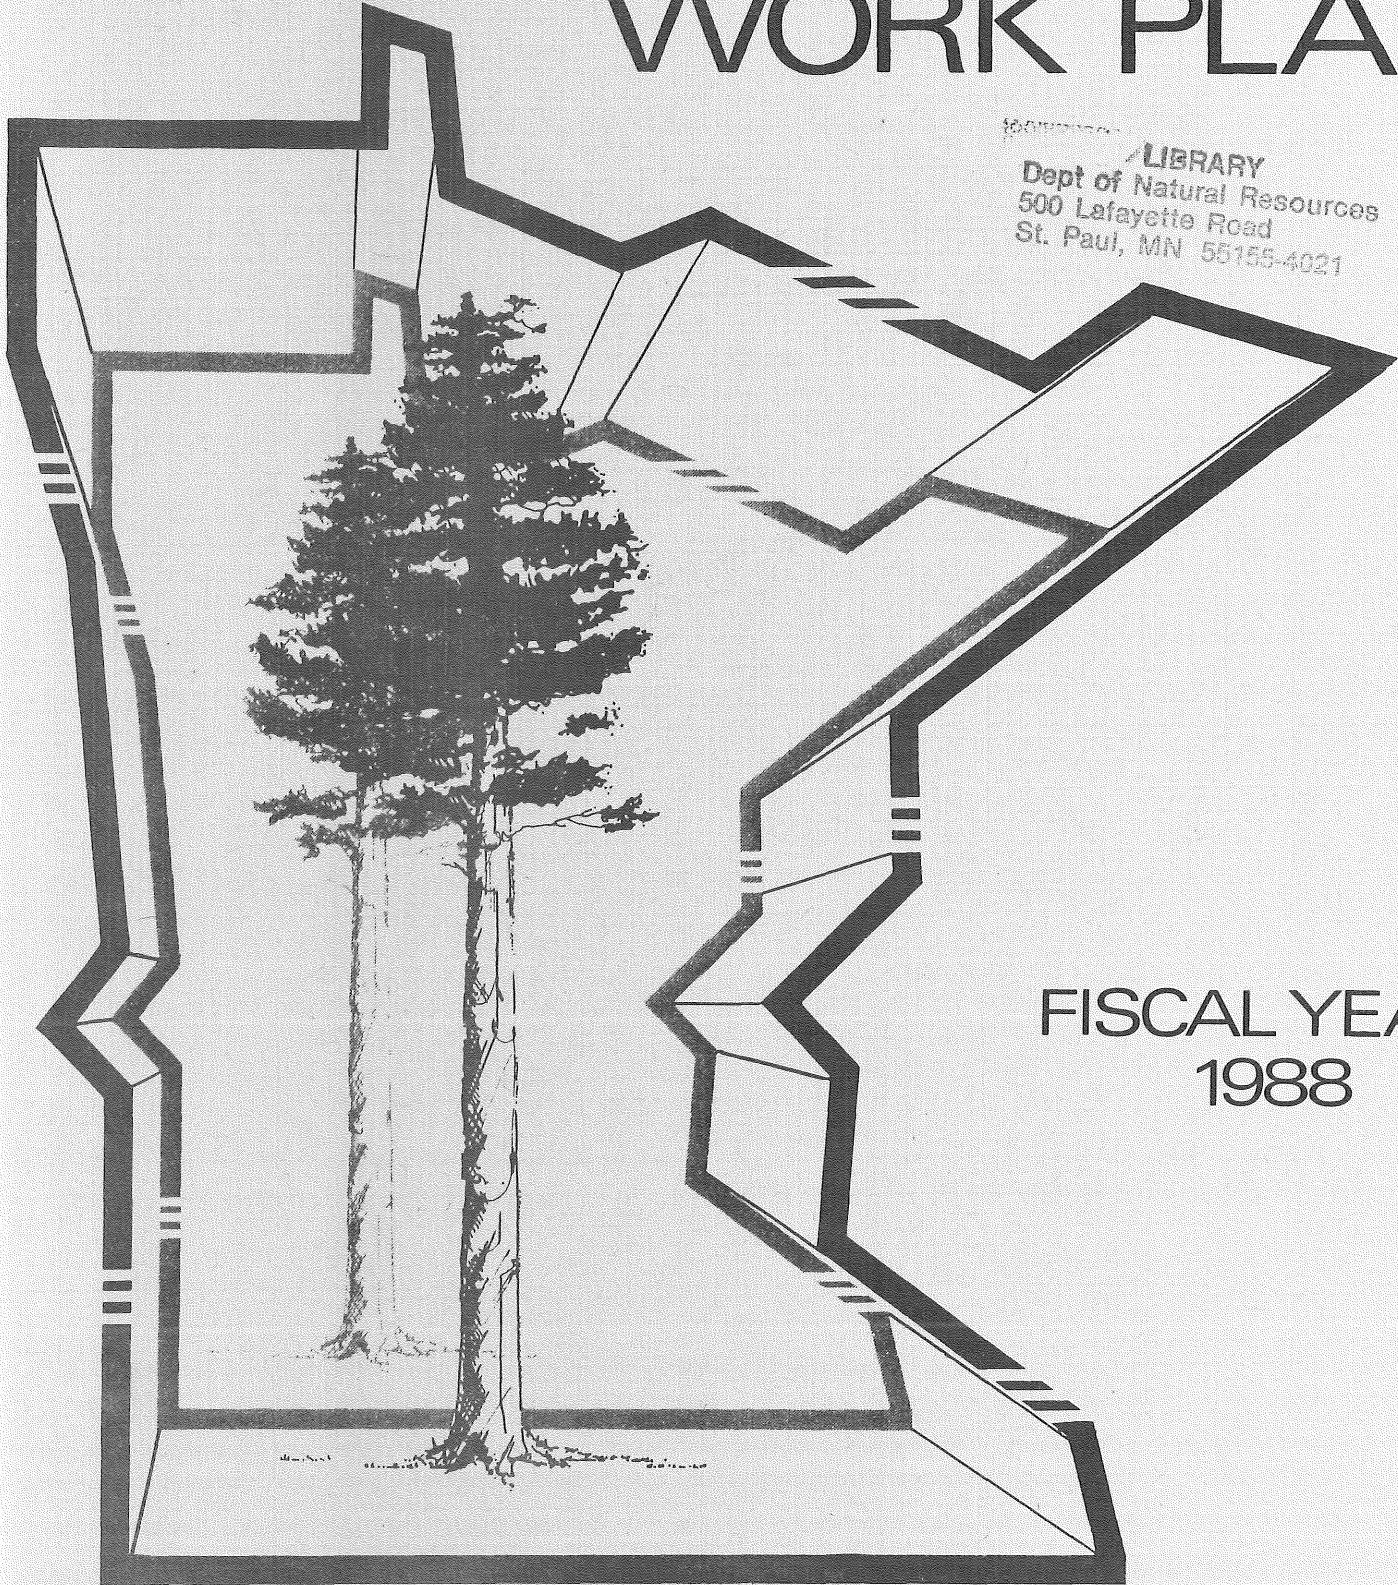 WORK PLA
LIBRARY
Dept of Natural Resources
500 Lafayette Road
St. Paul, MN 55155-4021
FISCAL YEA
1988